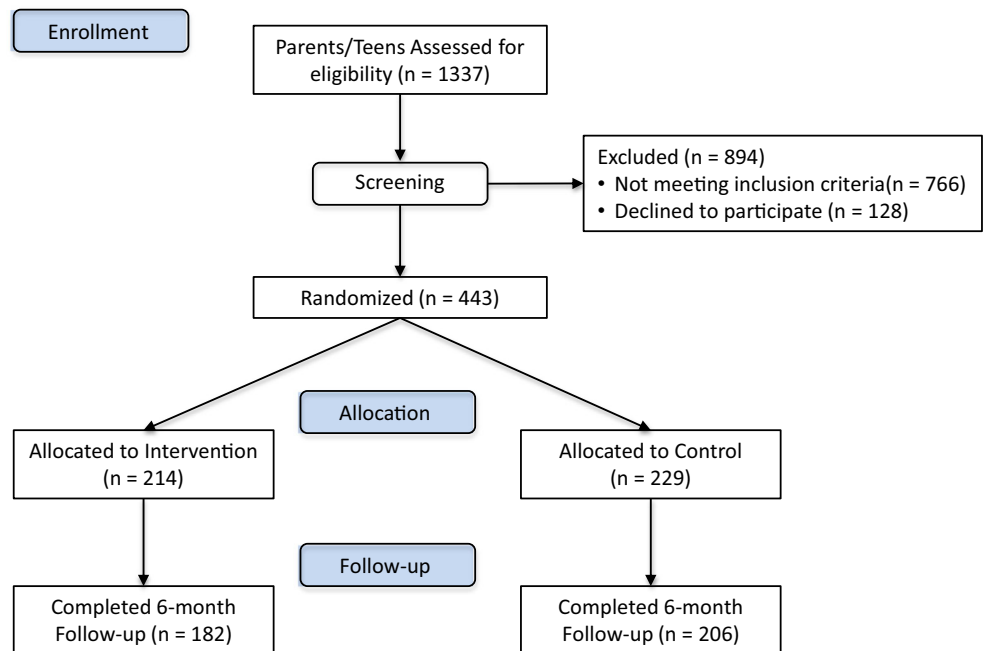 Enrollment
Parents/Teens Assessed for
eligibility (n = 1337)
Screening
Excluded (n = 894)
• Not meeting inclusion criteria(n = 766)
• Declined to participate (n = 128)
Randomized (n = 443)
Allocation
Allocated to Intervention
(n = 214)
Allocated to Control
(n = 229)
Follow-up
Completed 6-month
Follow-up (n = 182)
Completed 6-month
Follow-up (n = 206)